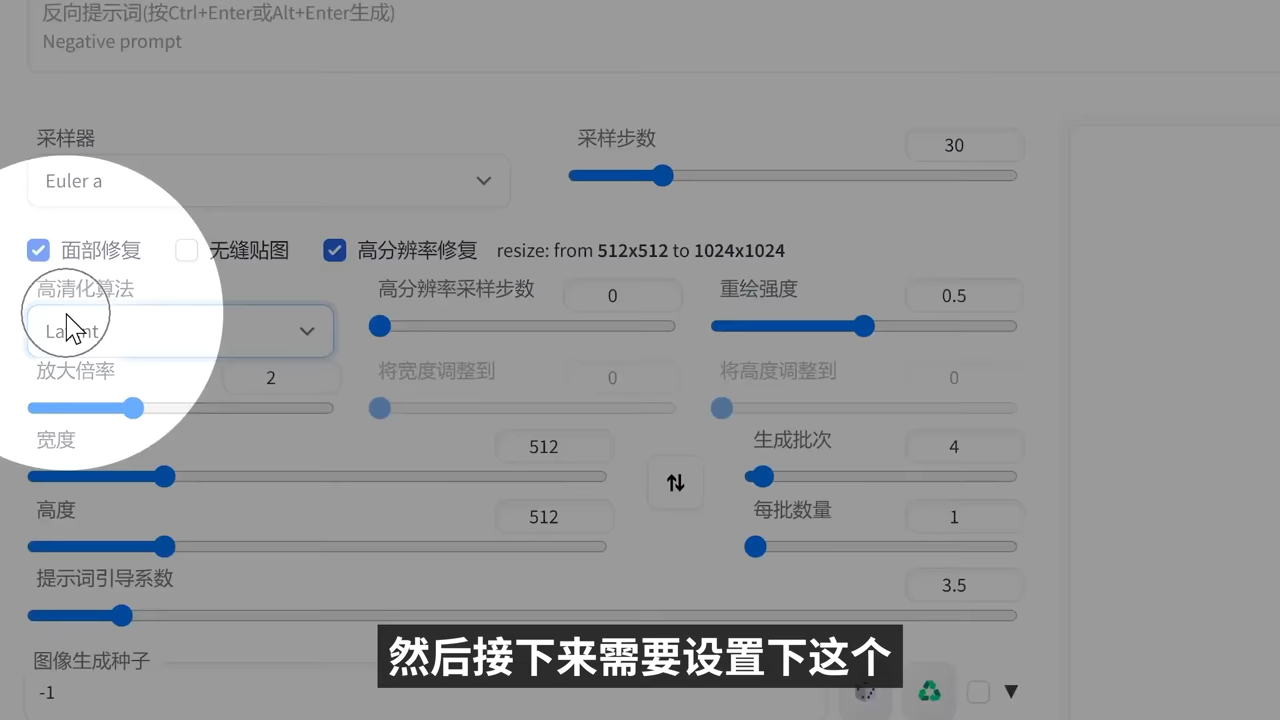 反向提示词(按Ctrl+Enter或Alt+Enter生成)
Negative prompt
采样器
采样步数
30
Euler a
面部修复
无缝贴图
高分辨率修复
resize: from 512x512 to 1024x1024
高清化算法
高分辨率采样步数
0
重绘强度
0.5
Latent
放大倍率
2
将宽度调整到
0
将高度调整到
0
宽度
512
生成批次
4
高度
512
每批数量
1
提示词引导系数
3.5
然后接下来需要设置下这个
图像生成种子
-1